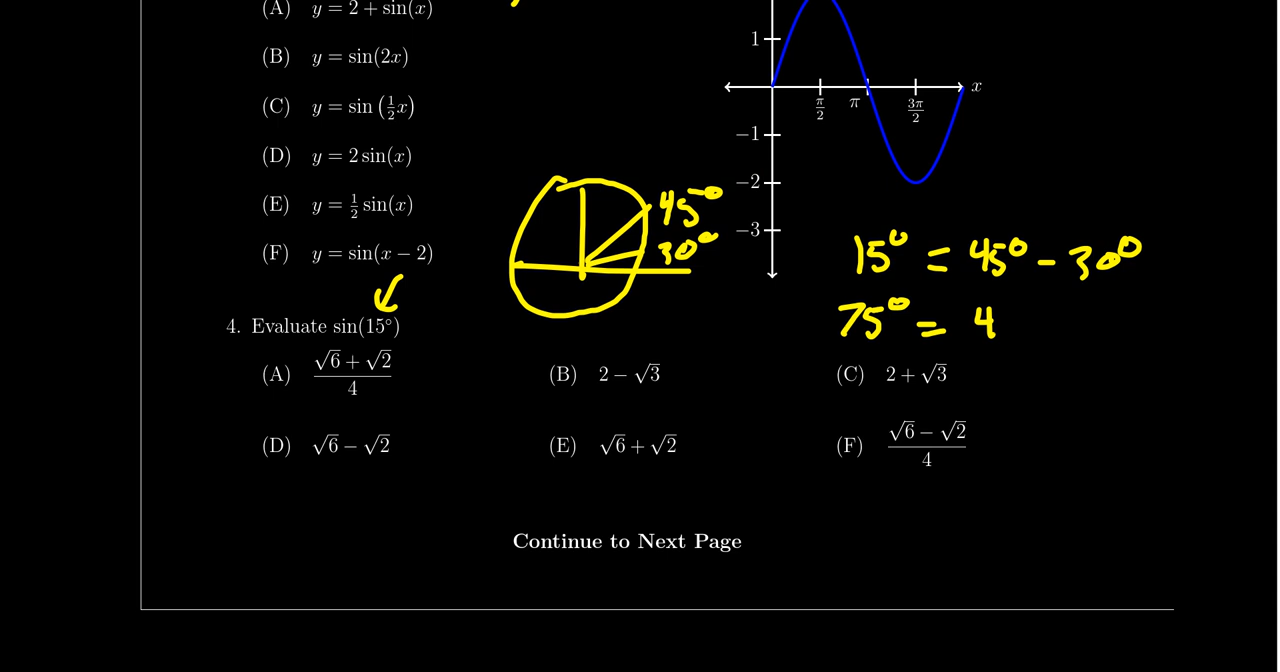 (A) y = 2 + sin(x)
(B) y = sin(2x)
(C) y = sin(½x)
(D) y = 2 sin(x)
(E) y = ½ sin(x)
(F) y = sin(x − 2)
1
−1
−2
−3
π/2
π
3π/2
x
45°
30°
15° = 45° - 30°
75° = 4
4. Evaluate sin(15°)
(A) (√6 + √2)/4 (B) 2 − √3 (C) 2 + √3
(D) √6 − √2 (E) √6 + √2 (F) (√6 − √2)/4
Continue to Next Page